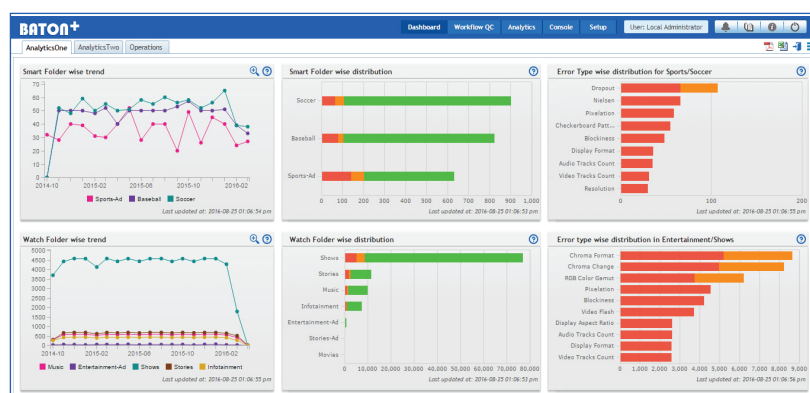 BATON+
Dashboard Workflow QC Analytics Console Setup User: Local Administrator
AnalyticsOne AnalyticsTwo Operations
Smart Folder wise trend
70
60
50
40
30
20
10
0
2014-10 2015-02 2015-06 2015-10 2016-02
Sports-Ad Baseball Soccer
Last updated at: 2016-08-25 01:06:54 pm
Smart Folder wise distribution
Soccer
Baseball
Sports-Ad
0 100 200 300 400 500 600 700 800 900 1,000
Last updated at: 2016-08-25 01:06:53 pm
Error Type wise distribution for Sports/Soccer
Dropout
Nielsen
Pixelation
Checkerboard Patt...
Blockiness
Display Format
Audio Tracks Count
Video Tracks Count
Resolution
0 100 200
Last updated at: 2016-08-25 01:06:55 pm
Watch Folder wise trend
5000
4500
4000
3500
3000
2500
2000
1500
1000
500
0
2014-10 2015-02 2015-06 2015-10 2016-02
Music Entertainment-Ad Shows Stories Infotainment
Last updated at: 2016-08-25 01:06:55 pm
Watch Folder wise distribution
Shows
Stories
Music
Infotainment
Entertainment-Ad
Stories-Ad
Movies
0 10,000 20,000 30,000 40,000 50,000 60,000 70,000 80,000
Last updated at: 2016-08-25 01:06:53 pm
Error type wise distribution in Entertainment/Shows
Chroma Format
Chroma Change
RGB Color Gamut
Pixelation
Blockiness
Video Flash
Display Aspect Ratio
Audio Tracks Count
Display Format
Video Tracks Count
0 1,000 2,000 3,000 4,000 5,000 6,000 7,000 8,000 9,000
Last updated at: 2016-08-25 01:06:56 pm